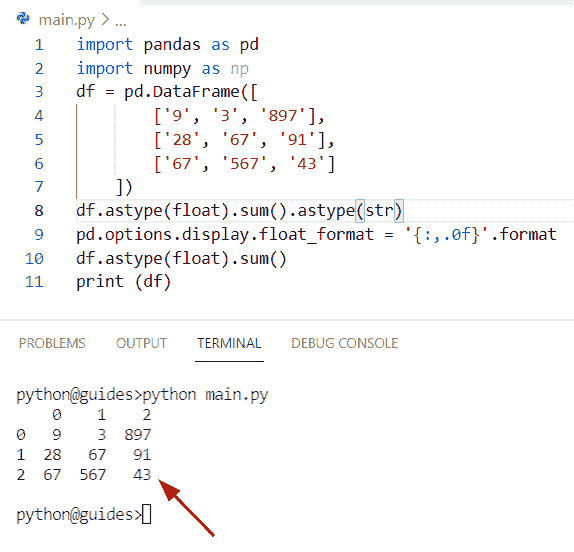 main.py > ...
1 import pandas as pd
2 import numpy as np
3 df = pd.DataFrame([
4 ['9', '3', '897'],
5 ['28', '67', '91'],
6 ['67', '567', '43']
7 ])
8 df.astype(float).sum().astype(str)
9 pd.options.display.float_format = '{:,.0f}'.format
10 df.astype(float).sum()
11 print (df)
PROBLEMS OUTPUT TERMINAL DEBUG CONSOLE
python@guides>python main.py
0 1 2
0 9 3 897
1 28 67 91
2 67 567 43
python@guides>